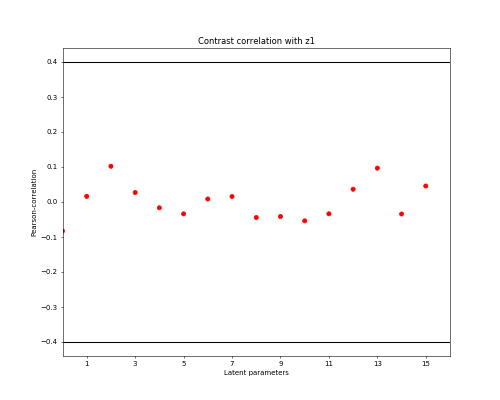 Contrast correlation with z1
0.4
0.3
0.2
0.1
0.0
−0.1
−0.2
−0.3
−0.4
Pearson-correlation
1 3 5 7 9 11 13 15
Latent parameters